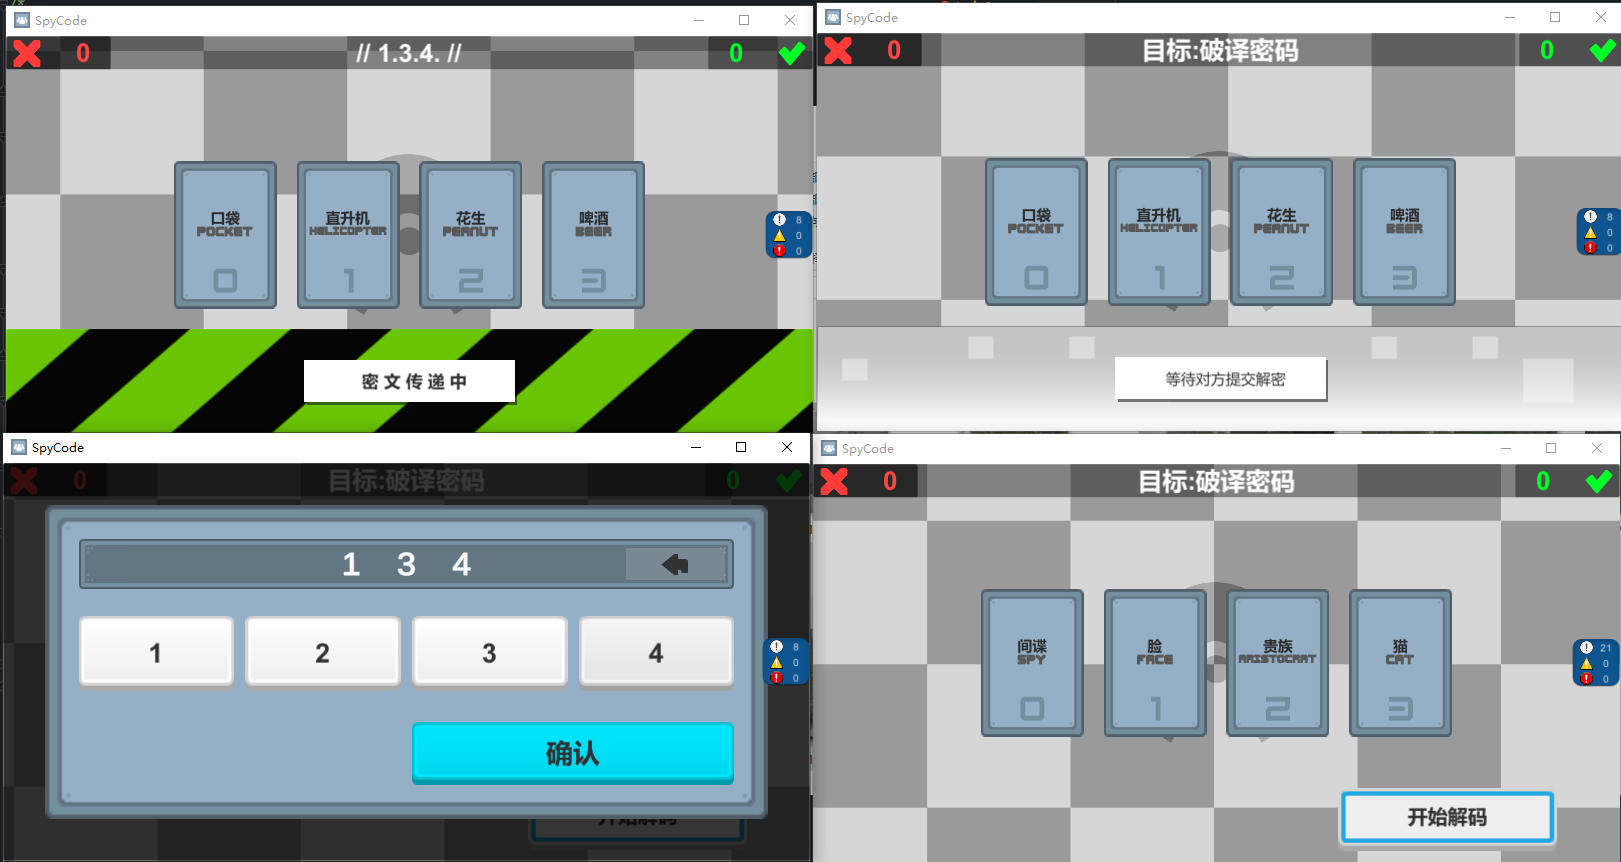 SpyCode
0
// 1.3.4. //
0
口袋
POCKET
0
直升机
HELICOPTER
1
花生
PEANUT
2
啤酒
BEER
3
8
0
0
密文传递中
SpyCode
0
目标:破译密码
0
口袋
POCKET
0
直升机
HELICOPTER
1
花生
PEANUT
2
啤酒
BEER
3
8
0
0
等待对方提交解密
SpyCode
0
目标:破译密码
0
1 3 4
1
2
3
4
确认
8
0
0
开始解码
SpyCode
0
目标:破译密码
0
间谍
SPY
0
脸
FACE
1
贵族
ARISTOCRAT
2
猫
CAT
3
21
0
0
开始解码